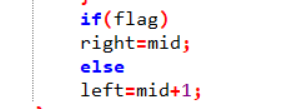 if(flag)
right=mid;
else
left=mid+1;